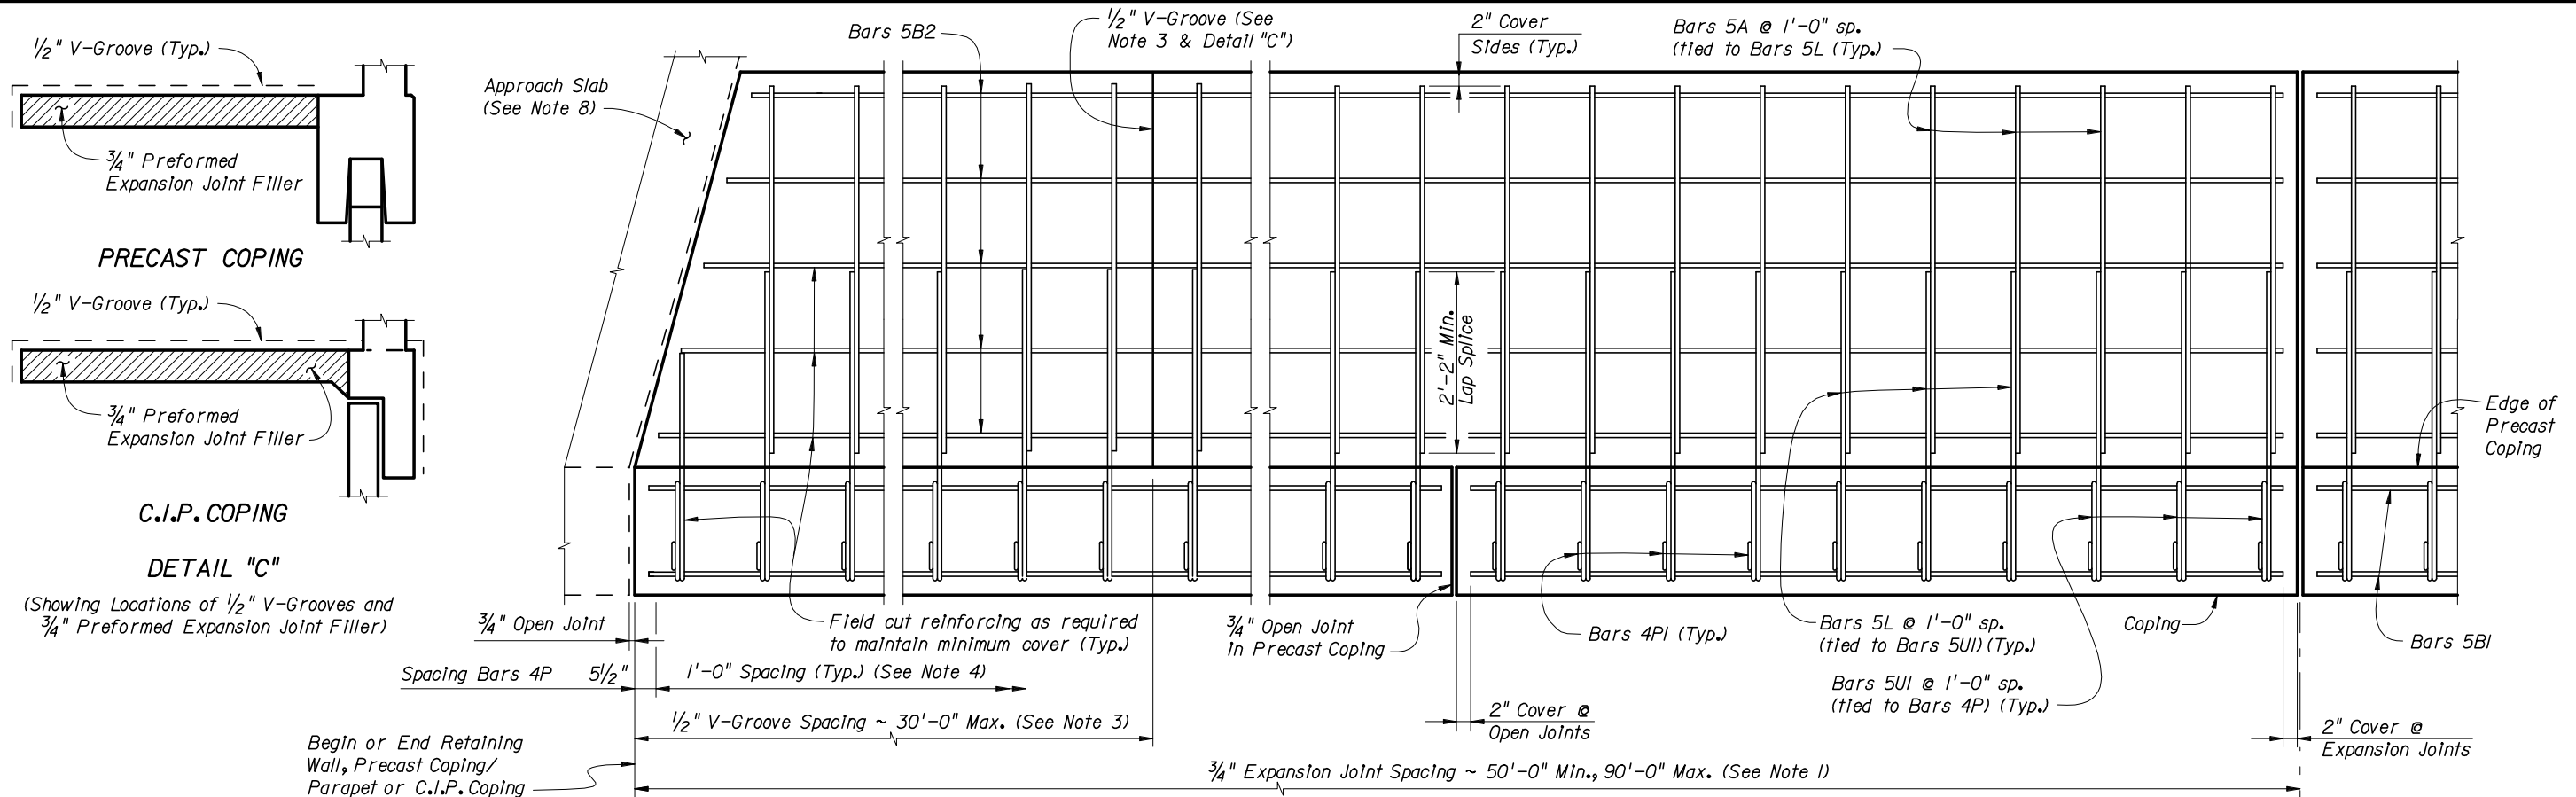 ½" V-Groove (Typ.)
¾" Preformed
Expansion Joint Filler
PRECAST COPING
½" V-Groove (Typ.)
¾" Preformed
Expansion Joint Filler
C.I.P. COPING
DETAIL "C"
(Showing Locations of ½" V-Grooves and
¾" Preformed Expansion Joint Filler)
Approach Slab
(See Note 8)
Bars 5B2
½" V-Groove (See
Note 3 & Detail "C")
2" Cover
Sides (Typ.)
Bars 5A @ 1'-0" sp.
(tied to Bars 5L (Typ.)
2'-2" Min.
Lap Splice
Edge of
Precast
Coping
¾" Open Joint
Field cut reinforcing as required
to maintain minimum cover (Typ.)
¾" Open Joint
in Precast Coping
Bars 4P1 (Typ.)
Bars 5L @ 1'-0" sp.
(tied to Bars 5U1) (Typ.)
Coping
Bars 5B1
Spacing Bars 4P
5½"
1'-0" Spacing (Typ.) (See Note 4)
Bars 5U1 @ 1'-0" sp.
(tied to Bars 4P) (Typ.)
½" V-Groove Spacing ~ 30'-0" Max. (See Note 3)
2" Cover @
Open Joints
2" Cover @
Expansion Joints
Begin or End Retaining
Wall, Precast Coping/
Parapet or C.I.P. Coping
¾" Expansion Joint Spacing ~ 50'-0" Min., 90'-0" Max. (See Note 1)